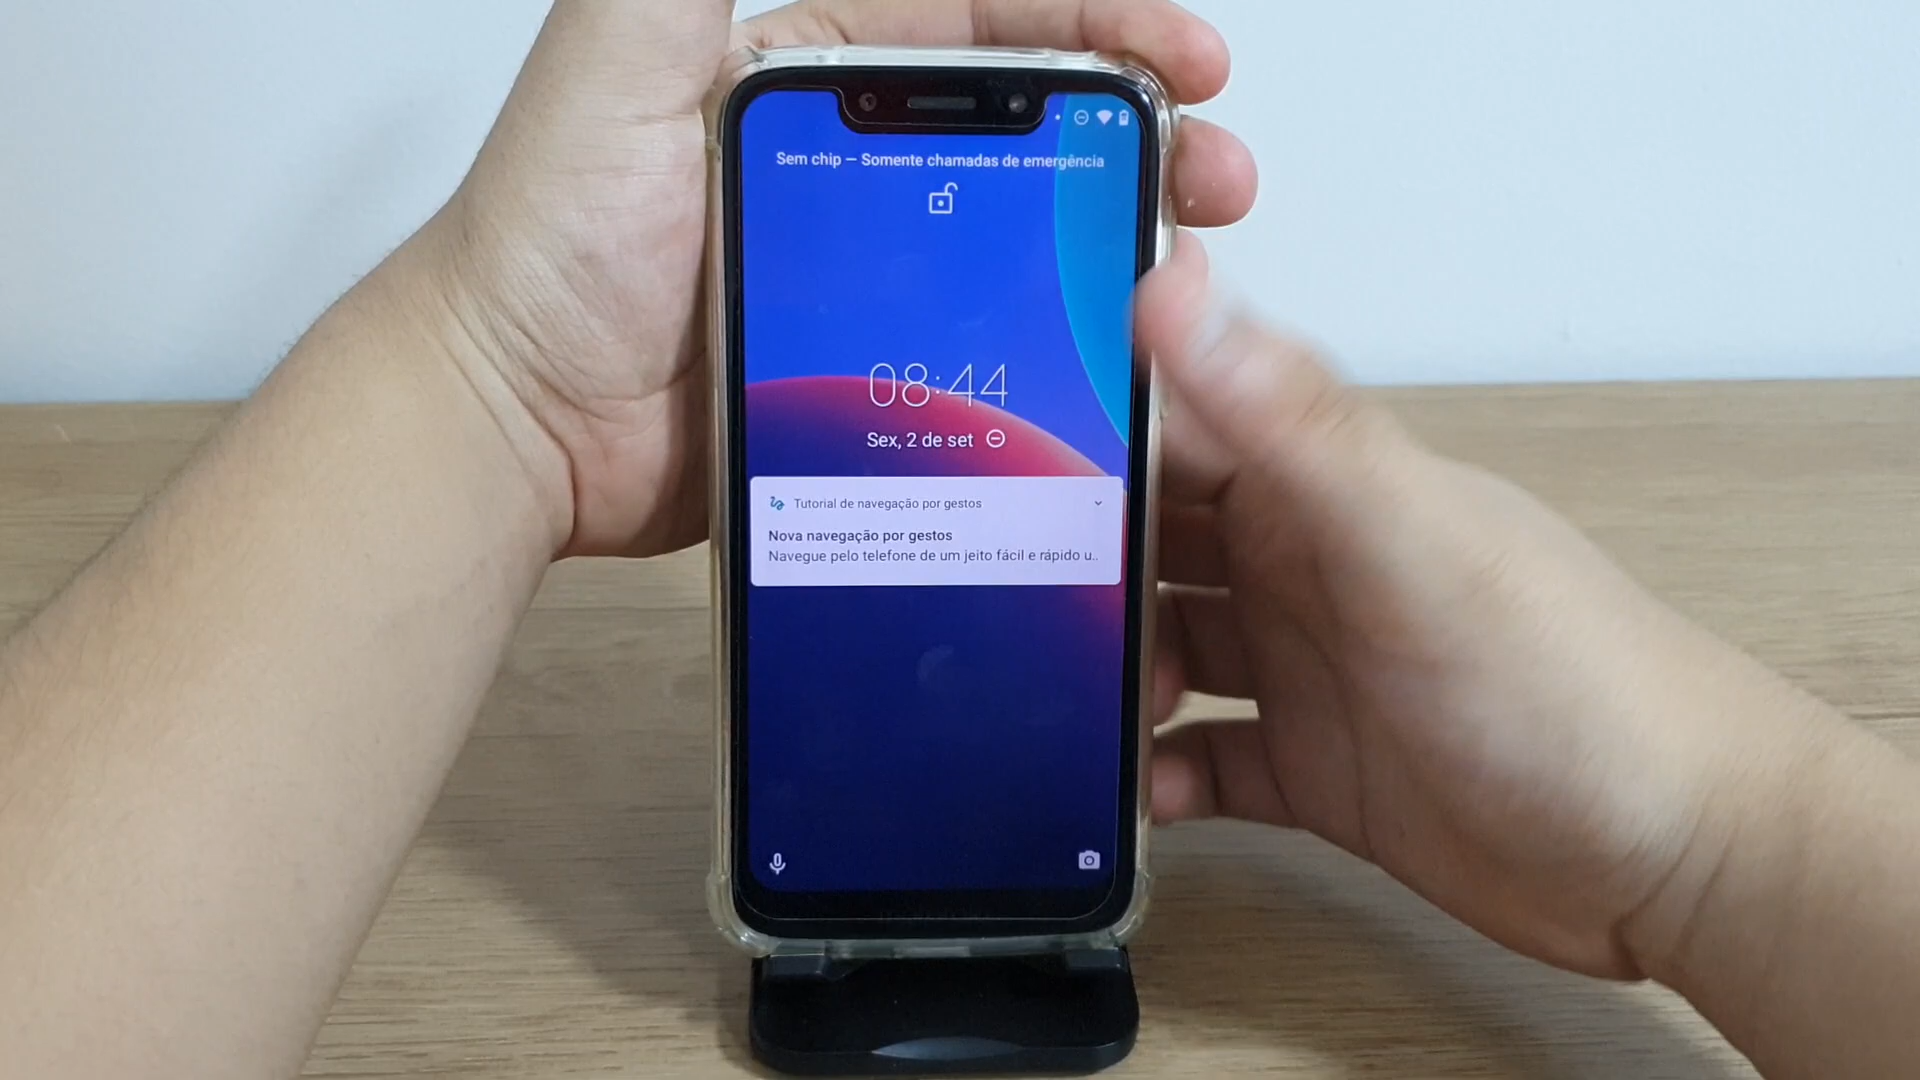 Sem chip — Somente chamadas de emergência
08:44
Sex, 2 de set
Tutorial de navegação por gestos
Nova navegação por gestos
Navegue pelo telefone de um jeito fácil e rápido u..